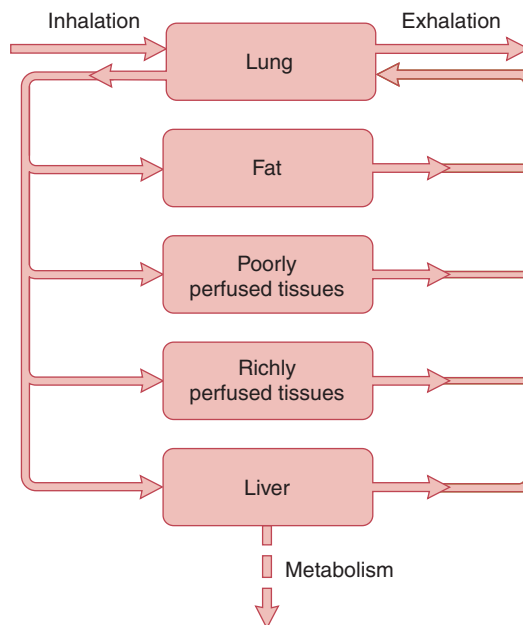 Inhalation
Exhalation
Lung
Fat
Poorly
perfused tissues
Richly
perfused tissues
Liver
Metabolism